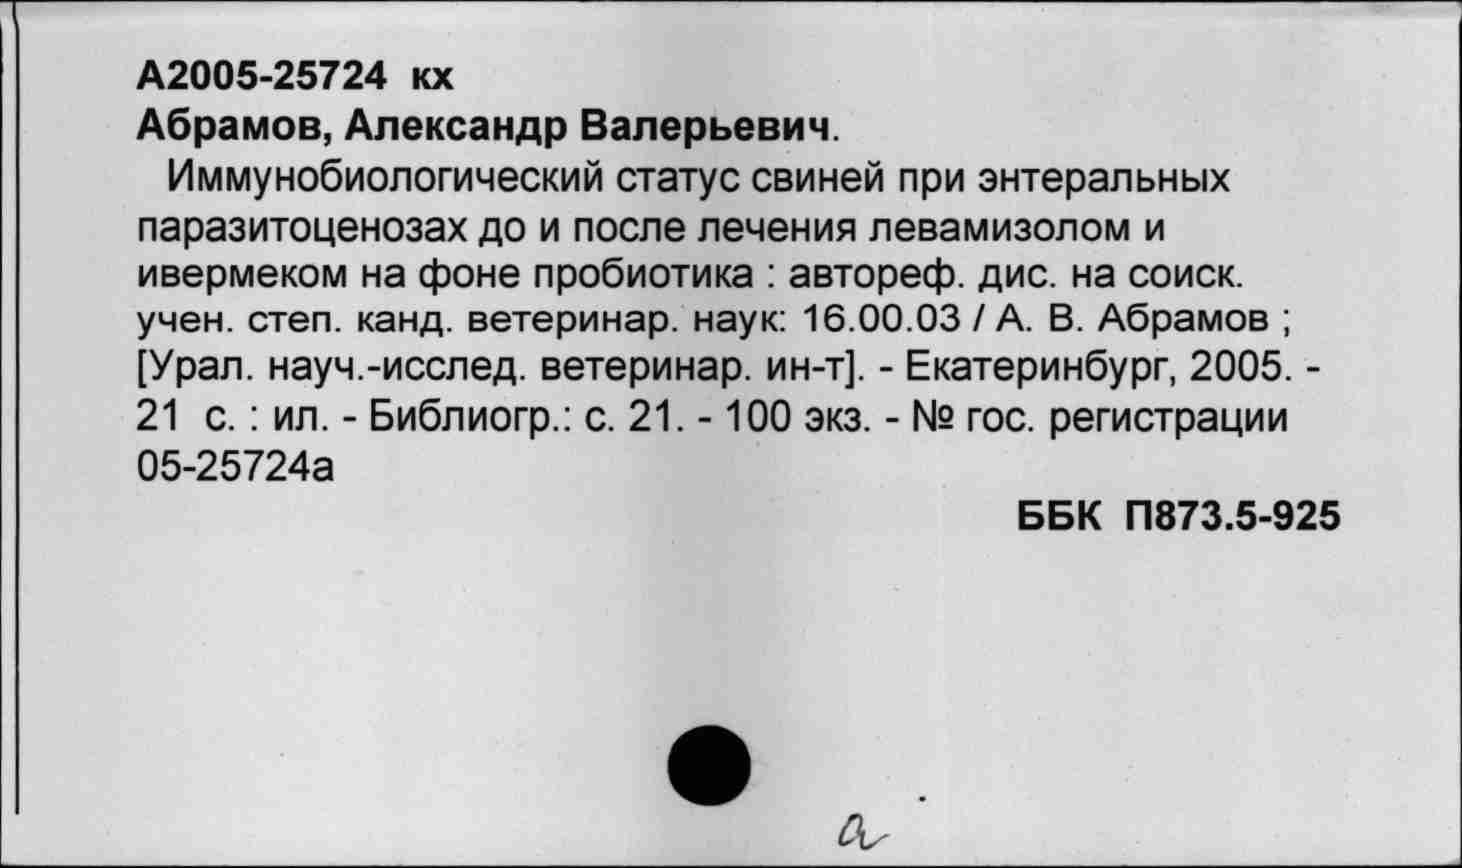 А2005-25724 кх
Абрамов, Александр Валерьевич.
Иммунобиологический статус свиней при энтеральных
паразитоценозах до и после лечения левамизолом и
ивермеком на фоне пробиотика : автореф. дис. на соиск.
учен. степ. канд. ветеринар. наук: 16.00.03 / А. В. Абрамов ;
[Урал. науч.-исслед. ветеринар. ин-т]. - Екатеринбург, 2005. -
21 с. : ил. - Библиогр.: с. 21. - 100 экз. - № гос. регистрации
05-25724а
ББК П873.5-925
а